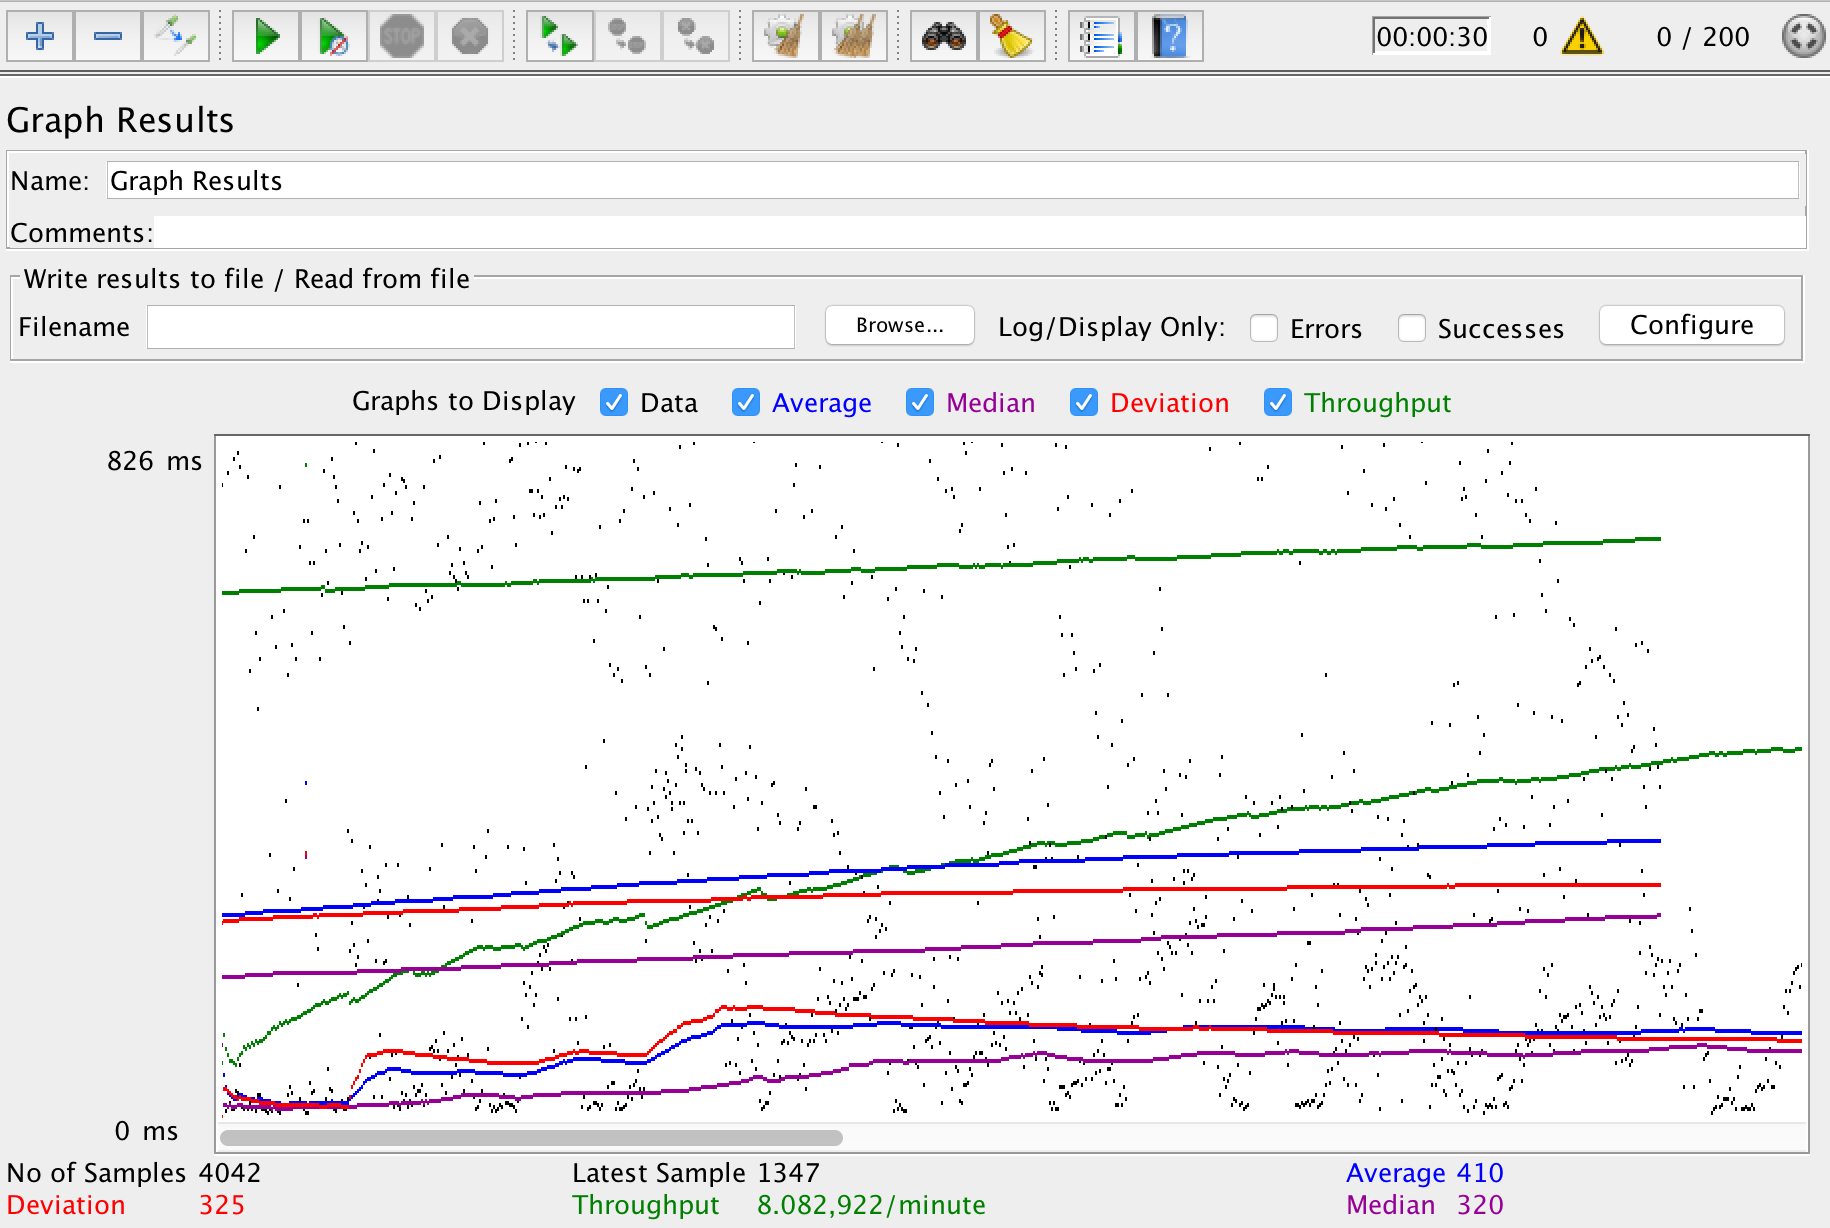 STOP
00:00:30 0 0 / 200
Graph Results
Name: Graph Results
Comments:
Write results to file / Read from file
Filename Browse... Log/Display Only: Errors Successes Configure
Graphs to Display Data Average Median Deviation Throughput
826 ms
0 ms
No of Samples 4042 Latest Sample 1347 Average 410
Deviation 325 Throughput 8.082,922/minute Median 320